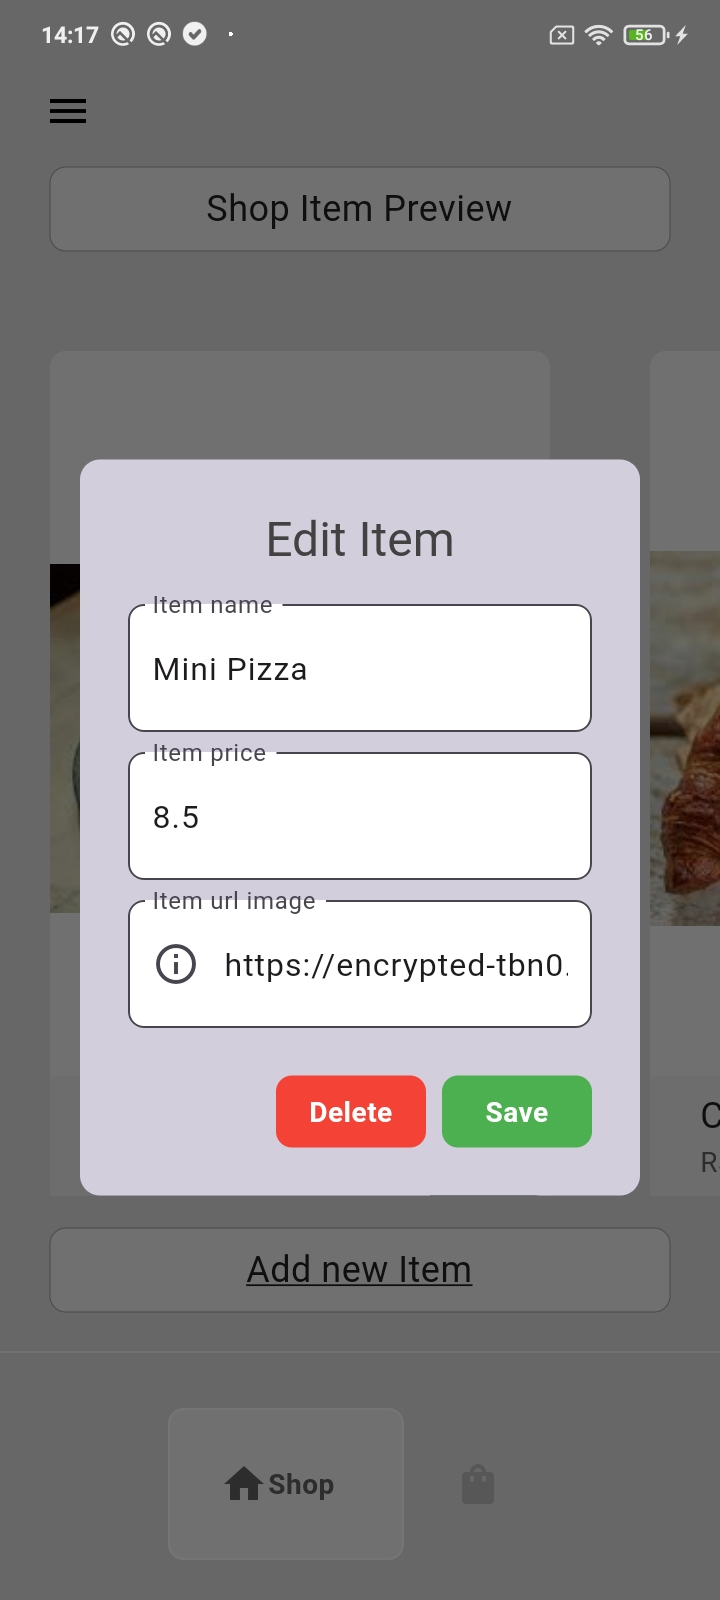 14:17
56
Shop Item Preview
Edit Item
Item name
Mini Pizza
Item price
8.5
Item url image
https://encrypted-tbn0.
Delete
Save
C
R
Add new Item
Shop